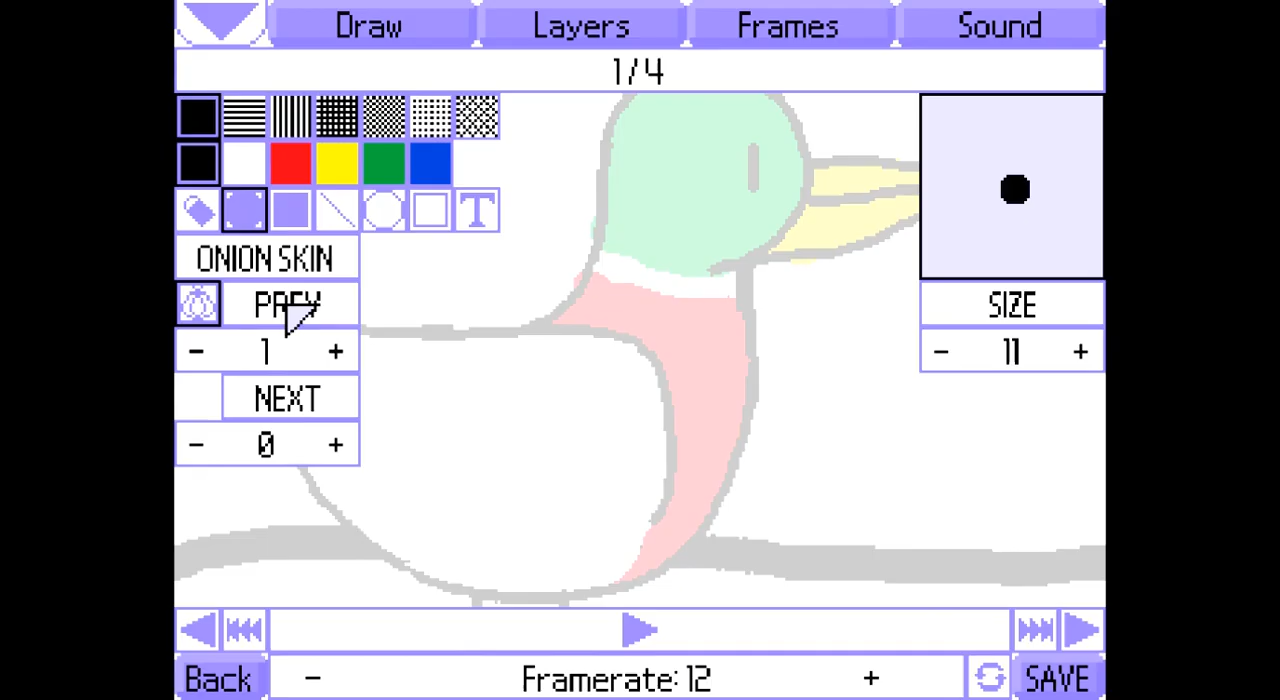 Draw Layers Frames Sound
1/4
T
ONION SKIN
PREV
- 1 +
NEXT
- 0 +
SIZE
- 11 +
Back - Framerate: 12 + SAVE